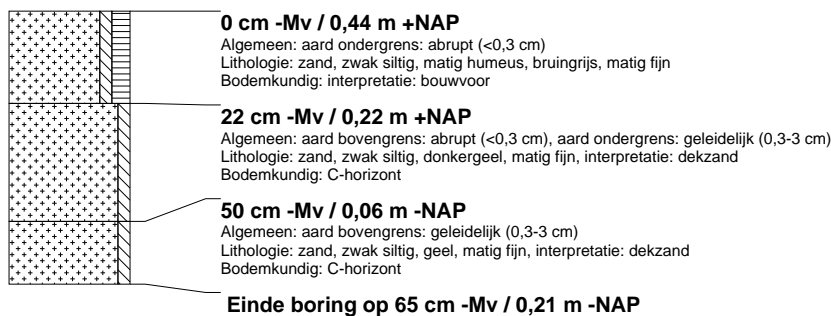 0 cm -Mv / 0,44 m +NAP
Algemeen: aard ondergrens: abrupt (<0,3 cm)
Lithologie: zand, zwak siltig, matig humeus, bruingrijs, matig fijn
Bodemkundig: interpretatie: bouwvoor
22 cm -Mv / 0,22 m +NAP
Algemeen: aard bovengrens: abrupt (<0,3 cm), aard ondergrens: geleidelijk (0,3-3 cm)
Lithologie: zand, zwak siltig, donkergeel, matig fijn, interpretatie: dekzand
Bodemkundig: C-horizont
50 cm -Mv / 0,06 m -NAP
Algemeen: aard bovengrens: geleidelijk (0,3-3 cm)
Lithologie: zand, zwak siltig, geel, matig fijn, interpretatie: dekzand
Bodemkundig: C-horizont
Einde boring op 65 cm -Mv / 0,21 m -NAP